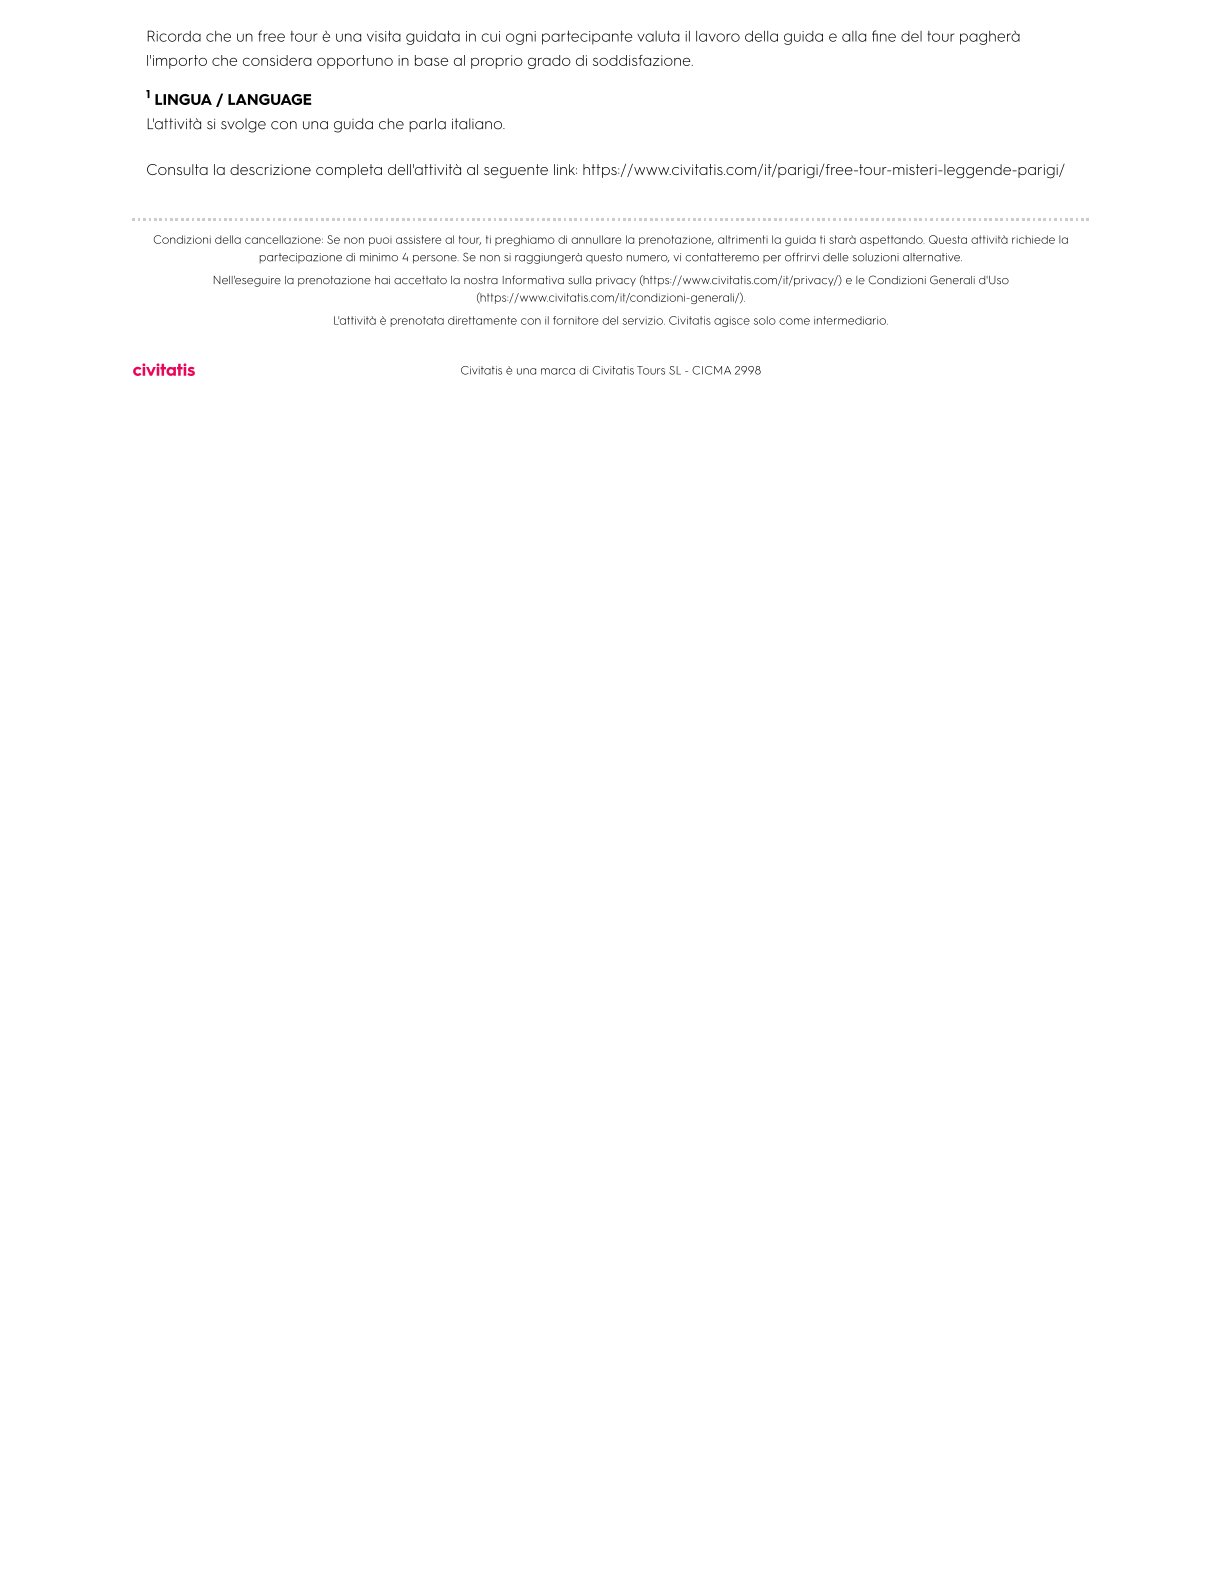 Ricorda che un free tour è una visita guidata in cui ogni partecipante valuta il lavoro della guida e alla fine del tour pagherà
l'importo che considera opportuno in base al proprio grado di soddisfazione.
1 LINGUA / LANGUAGE
L'attività si svolge con una guida che parla italiano.
Consulta la descrizione completa dell'attività al seguente link: https://www.civitatis.com/it/parigi/free-tour-misteri-leggende-parigi/
Condizioni della cancellazione: Se non puoi assistere al tour, ti preghiamo di annullare la prenotazione, altrimenti la guida ti starà aspettando. Questa attività richiede la
partecipazione di minimo 4 persone. Se non si raggiungerà questo numero, vi contatteremo per offrirvi delle soluzioni alternative.
Nell'eseguire la prenotazione hai accettato la nostra Informativa sulla privacy (https://www.civitatis.com/it/privacy/) e le Condizioni Generali d'Uso
(https://www.civitatis.com/it/condizioni-generali/).
L'attività è prenotata direttamente con il fornitore del servizio. Civitatis agisce solo come intermediario.
civitatis Civitatis è una marca di Civitatis Tours SL - CICMA 2998